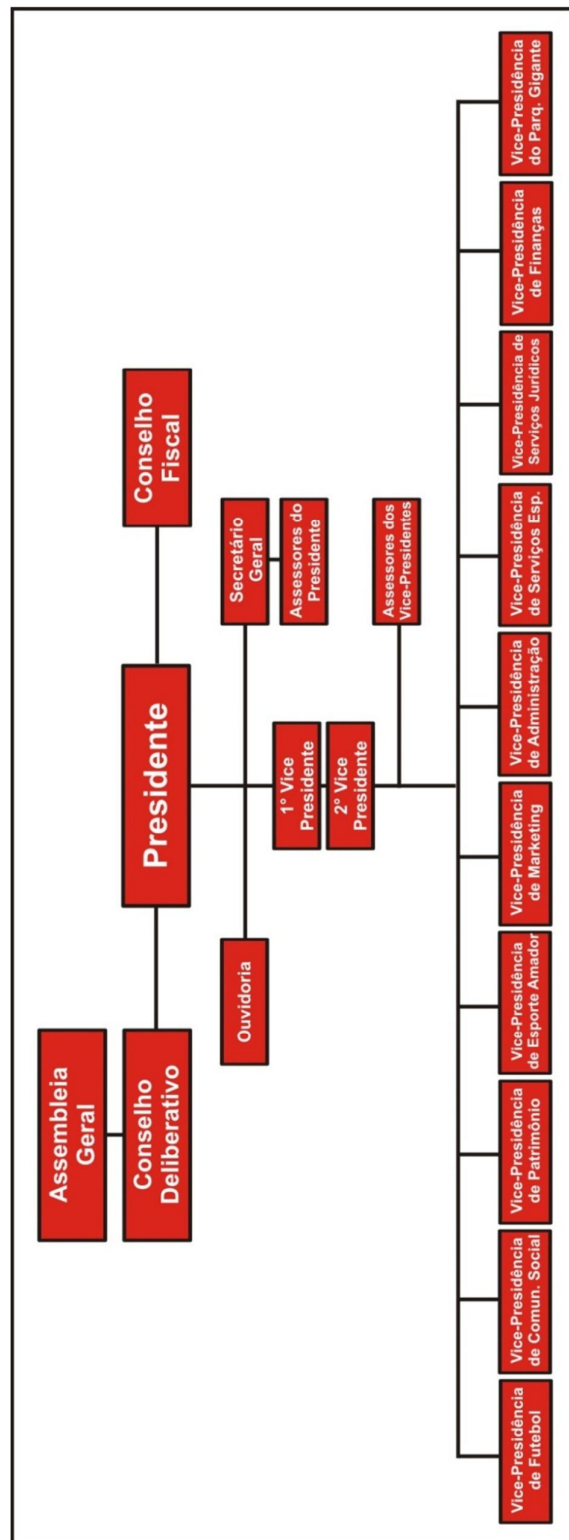 Assembleia
Geral
Conselho
Deliberativo
Presidente
Conselho
Fiscal
Ouvidoria
Secretário
Geral
Assessores do
Presidente
1° Vice
Presidente
2° Vice
Presidente
Assessores dos
Vice-Presidentes
Vice-Presidência
de Futebol
Vice-Presidência
de Comun. Social
Vice-Presidência
de Patrimônio
Vice-Presidência
de Esporte Amador
Vice-Presidência
de Marketing
Vice-Presidência
de Administração
Vice-Presidência
de Serviços Esp.
Vice-Presidência de
Serviços Jurídicos
Vice-Presidência
de Finanças
Vice-Presidência
do Parq. Gigante